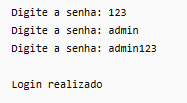 Digite a senha: 123
Digite a senha: admin
Digite a senha: admin123
Login realizado